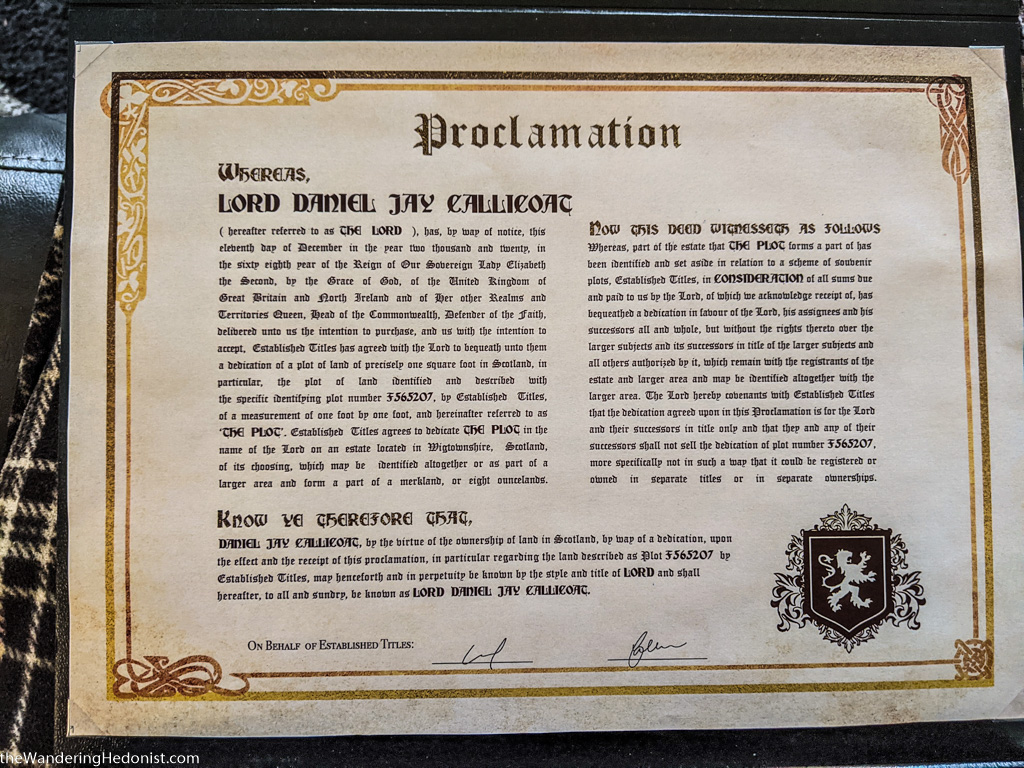 Proclamation
Whereas,
LORD DANIEL JAY CALLICOAT
( hereafter referred to as THE LORD ), has, by way of notice, this
eleventh day of December in the year two thousand and twenty, in
the sixty eighth year of the Reign of Our Sovereign Lady Elizabeth
the Second, by the Grace of God, of the United Kingdom of
Great Britain and North Ireland and of Her other Realms and
Territories Queen, Head of the Commonwealth, Defender of the Faith,
delivered unto us the intention to purchase, and us with the intention to
accept, Established Titles has agreed with the Lord to bequeath unto them
a dedication of a plot of land of precisely one square foot in Scotland, in
particular, the plot of land identified and described with
the specific identifying plot number F565207, by Established Titles,
of a measurement of one foot by one foot, and hereinafter referred to as
'THE PLOT'. Established Titles agrees to dedicate THE PLOT in the
name of the Lord on an estate located in Wigtownshire, Scotland,
of its choosing, which may be identified altogether or as part of a
larger area and form a part of a merkland, or eight ouncelands.
Now this deed witnesseth as follows
Whereas, part of the estate that THE PLOT forms a part of has
been identified and set aside in relation to a scheme of souvenir
plots, Established Titles, in CONSIDERATION of all sums due
and paid to us by the Lord, of which we acknowledge receipt of, has
bequeathed a dedication in favour of the Lord, his assignees and his
successors all and whole, but without the rights thereto over the
larger subjects and its successors in title of the larger subjects and
all others authorized by it, which remain with the registrants of the
estate and larger area and may be identified altogether with the
larger area. The Lord hereby covenants with Established Titles
that the dedication agreed upon in this Proclamation is for the Lord
and their successors in title only and that they and any of their
successors shall not sell the dedication of plot number F565207,
more specifically not in such a way that it could be registered or
owned in separate titles or in separate ownerships.
Know ye therefore that,
DANIEL JAY CALLICOAT, by the virtue of the ownership of land in Scotland, by way of a dedication, upon
the effect and the receipt of this proclamation, in particular regarding the land described as Plot F565207 by
Established Titles, may henceforth and in perpetuity be known by the style and title of LORD and shall
hereafter, to all and sundry, be known as LORD DANIEL JAY CALLICOAT.
On Behalf of Established Titles:
theWanderingHedonist.com